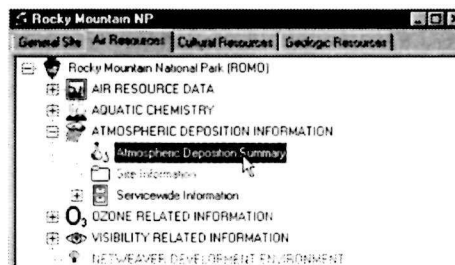 Rocky Mountain NP
General Site Air Resources Cultural Resources Geologic Resources
Rocky Mountain National Park (ROMO)
AIR RESOURCE DATA
AQUATIC CHEMISTRY
ATMOSPHERIC DEPOSITION INFORMATION
Atmospheric Deposition Summary
Site Information
Servicewide Information
O3 OZONE RELATED INFORMATION
VISIBILITY RELATED INFORMATION
NETWEAVER DEVELOPMENT ENVIRONMENT